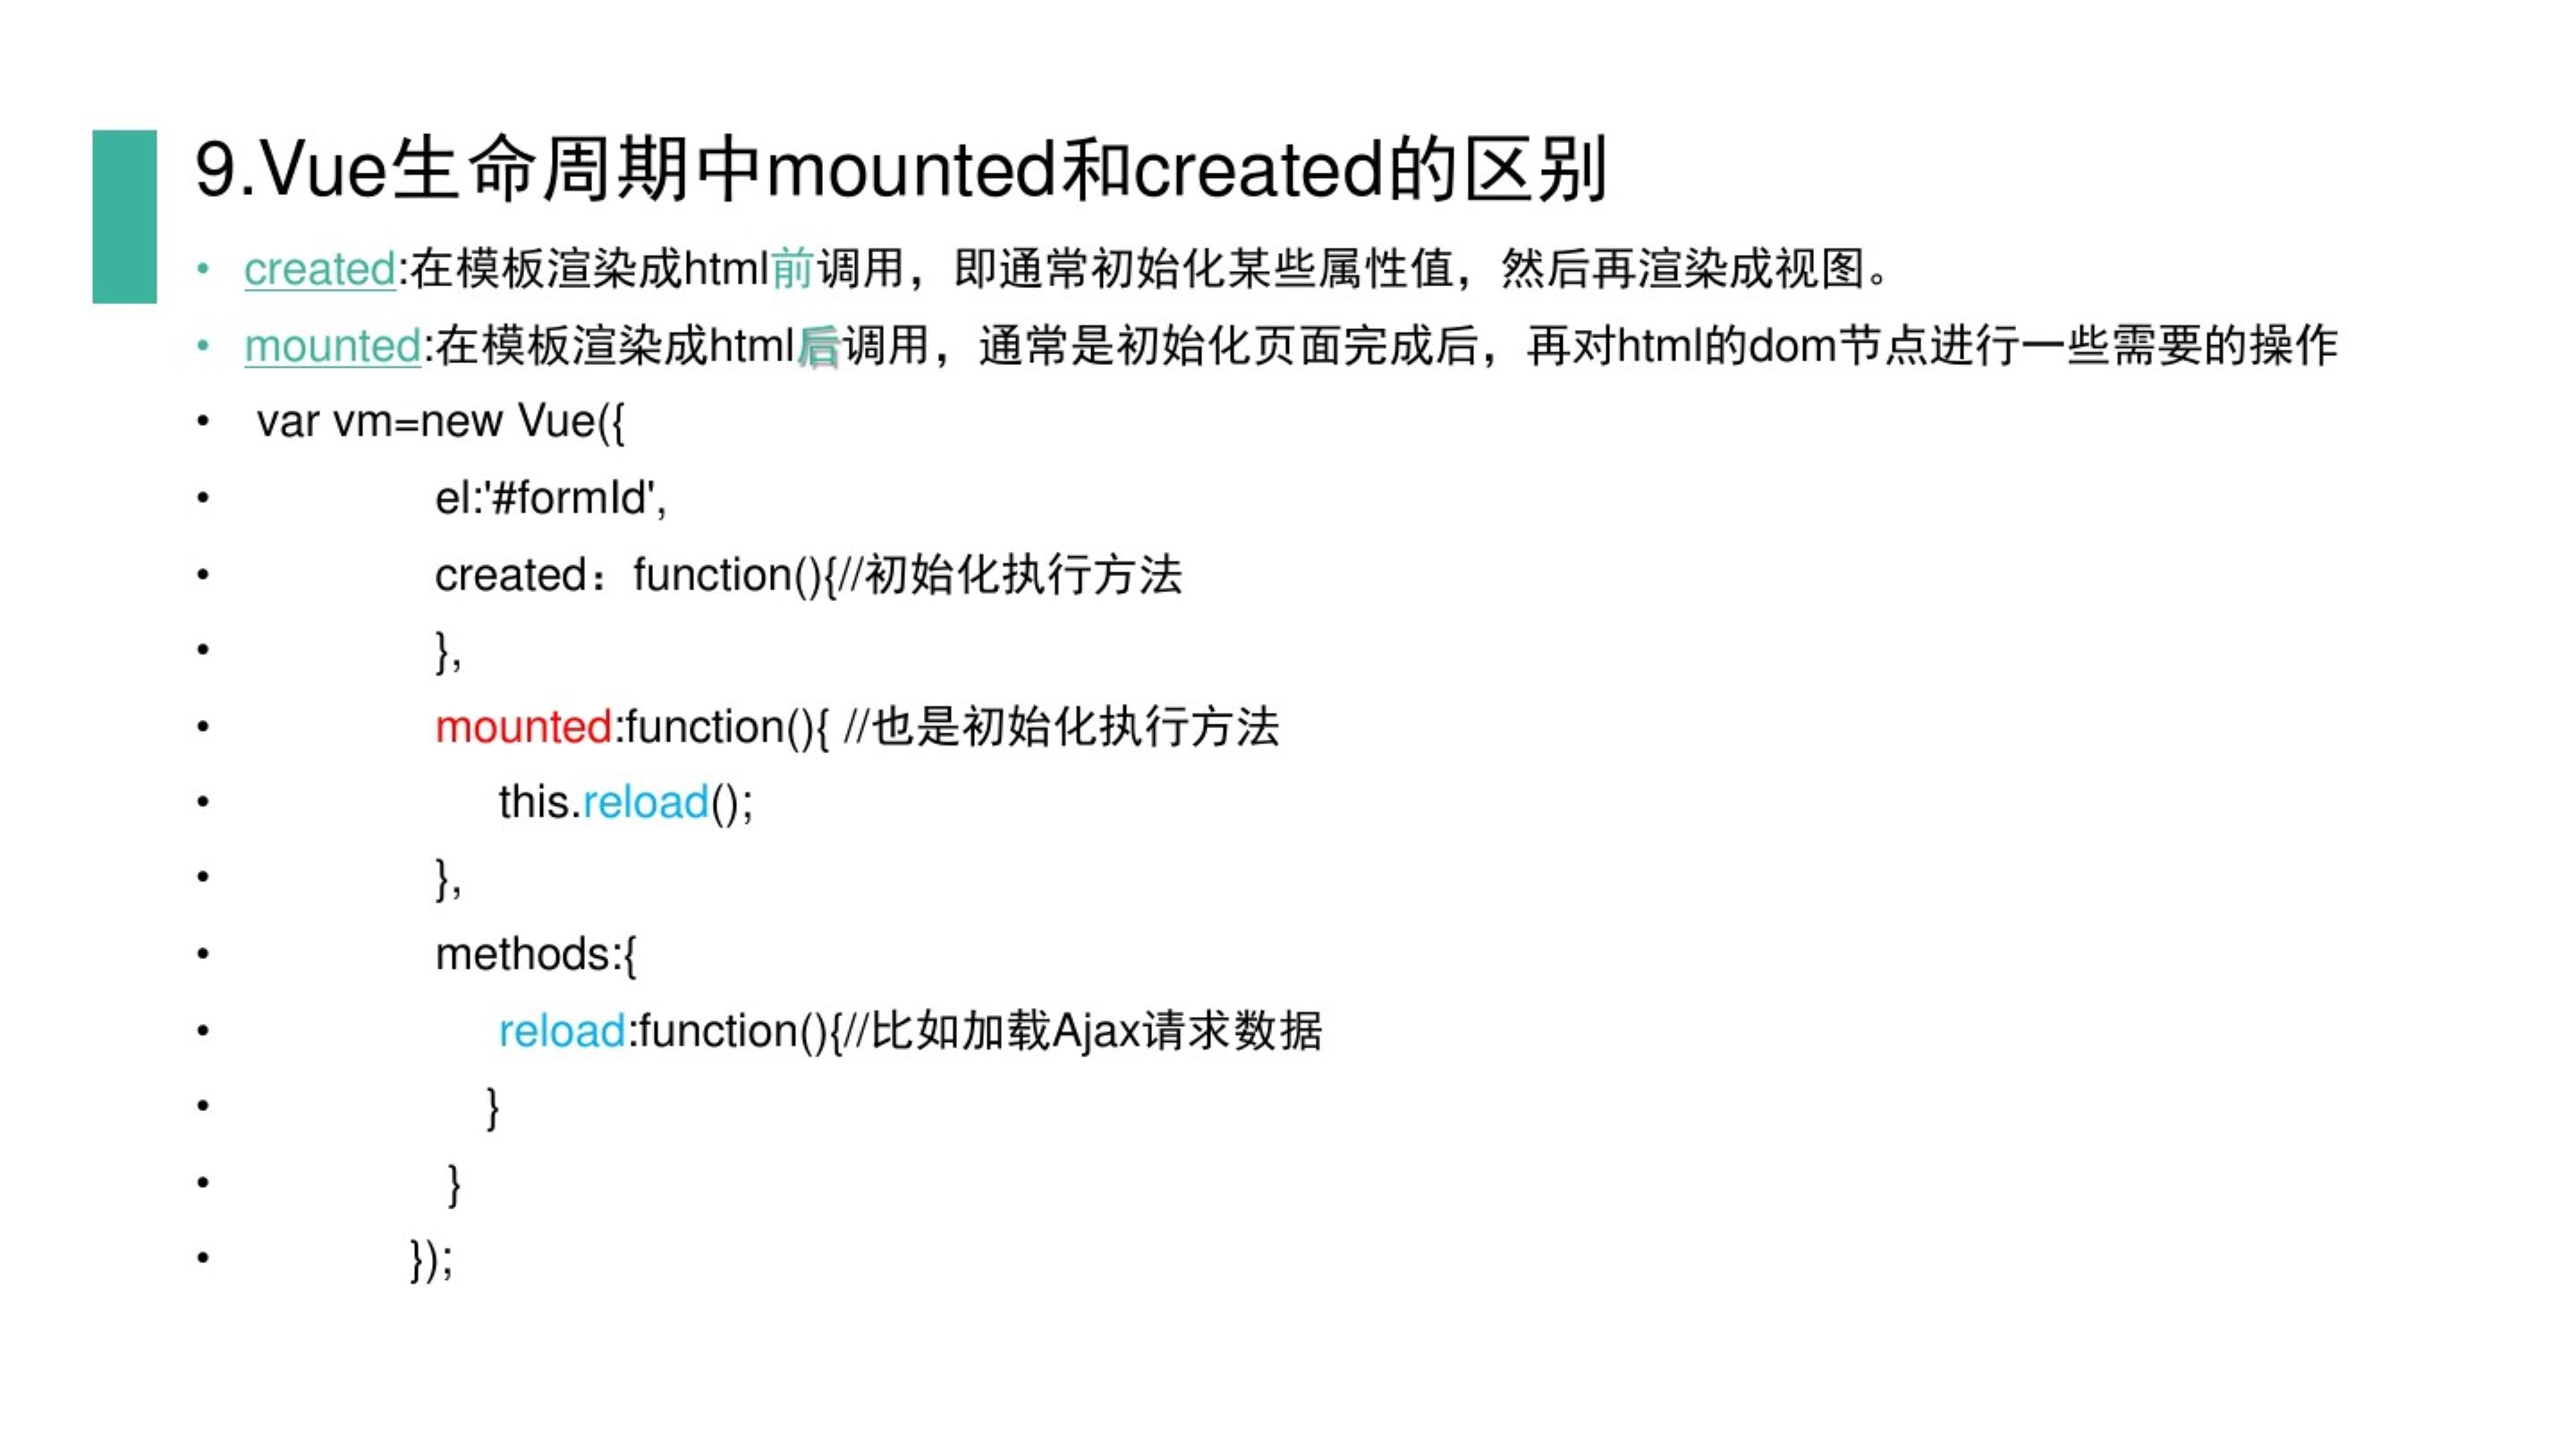 9.Vue生命周期中mounted和created的区别
• created:在模板渲染成html前调用，即通常初始化某些属性值，然后再渲染成视图。
• mounted:在模板渲染成html后调用，通常是初始化页面完成后，再对html的dom节点进行一些需要的操作
• var vm=new Vue({
• el:'#formId',
• created：function(){//初始化执行方法
• },
• mounted:function(){ //也是初始化执行方法
• this.reload();
• },
• methods:{
• reload:function(){//比如加载Ajax请求数据
• }
• }
• });